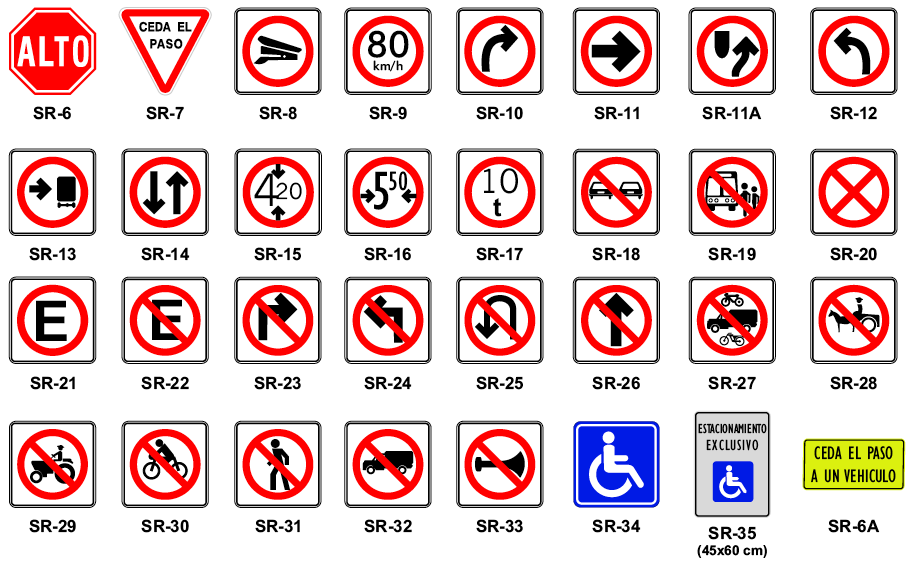 ALTO
CEDA EL
PASO
80
km/h
SR-6 SR-7 SR-8 SR-9 SR-10 SR-11 SR-11A SR-12
4.20
5.50
10
t
SR-13 SR-14 SR-15 SR-16 SR-17 SR-18 SR-19 SR-20
E
E
SR-21 SR-22 SR-23 SR-24 SR-25 SR-26 SR-27 SR-28
ESTACIONAMIENTO
EXCLUSIVO
CEDA EL PASO
A UN VEHICULO
SR-29 SR-30 SR-31 SR-32 SR-33 SR-34 SR-35 SR-6A
(45x60 cm)